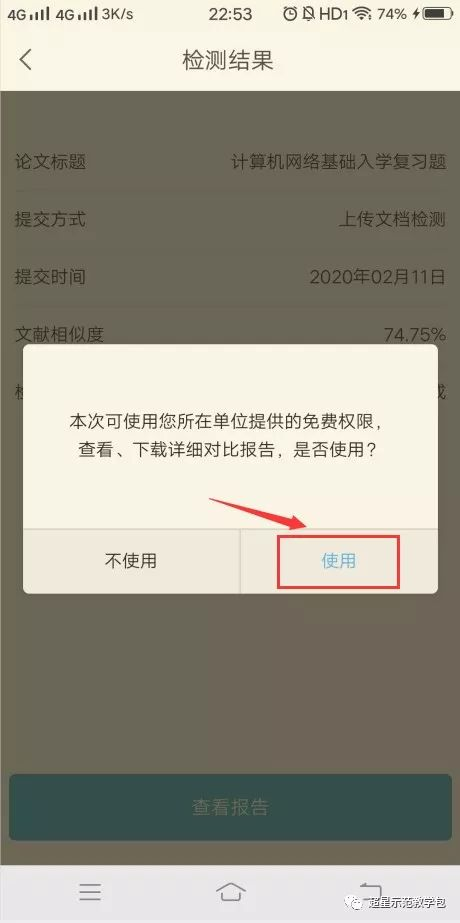 4G 4G 3K/s 22:53 HD1 74%
检测结果
论文标题 计算机网络基础入学复习题
提交方式 上传文档检测
提交时间 2020年02月11日
文献相似度 74.75%
本次可使用您所在单位提供的免费权限，
查看、下载详细对比报告，是否使用？
不使用 使用
查看报告
超星示范教学包